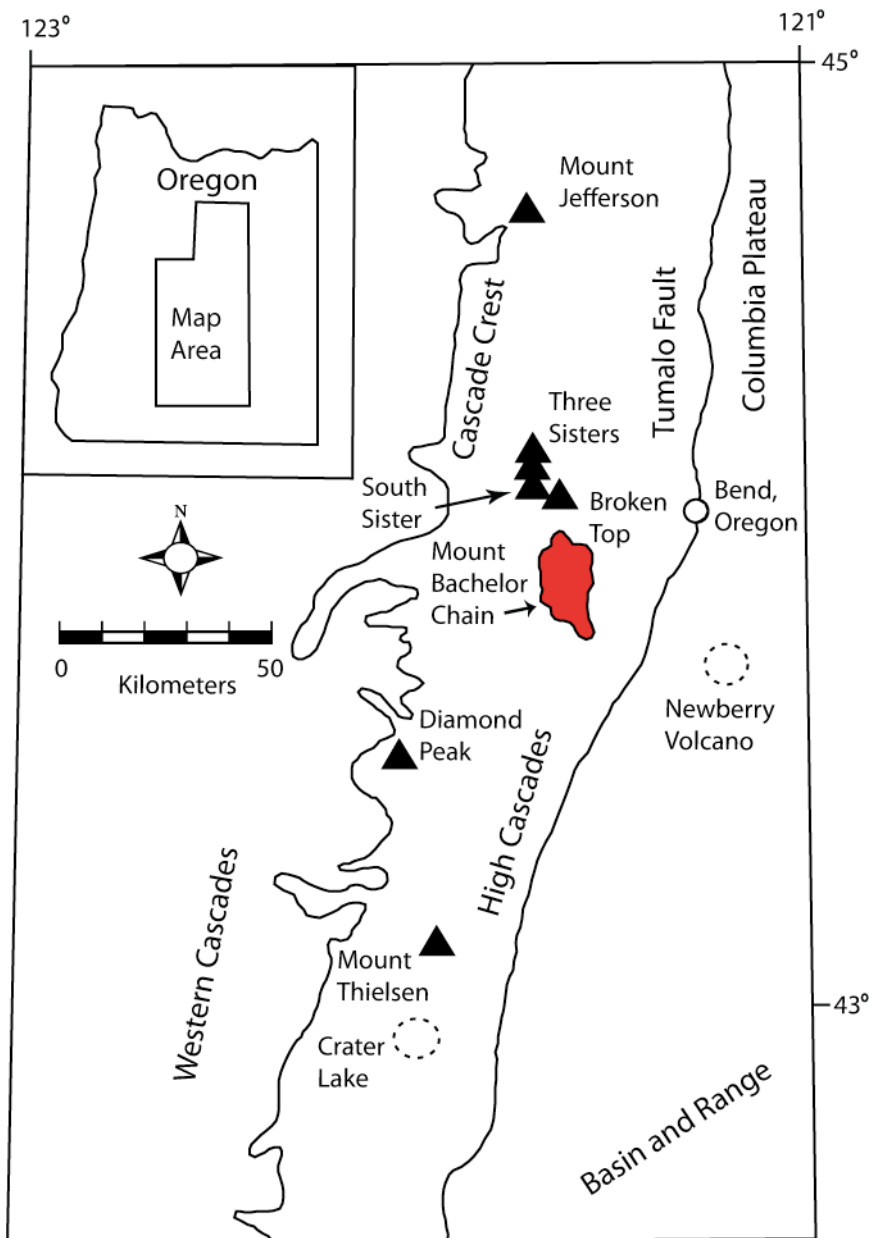 123°
121°
45°
Oregon
Map
Area
Mount
Jefferson
Cascade Crest
Tumalo Fault
Columbia Plateau
Three
Sisters
South
Sister
Broken
Top
Bend,
Oregon
N
Mount
Bachelor
Chain
0
50
Kilometers
Newberry
Volcano
Diamond
Peak
High Cascades
Western Cascades
Mount
Thielsen
43°
Crater
Lake
Basin and Range